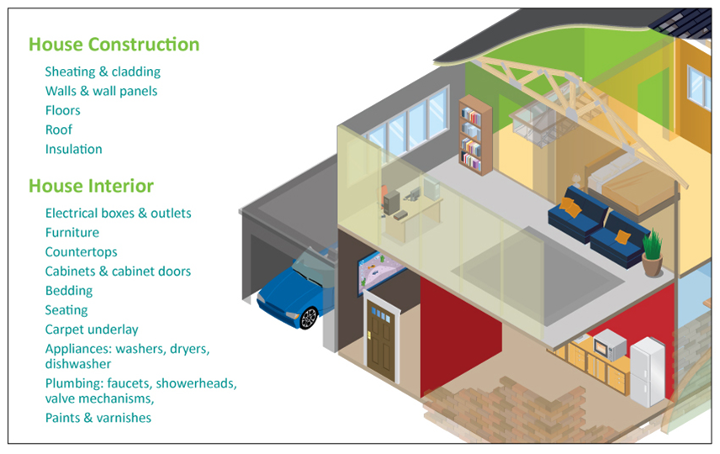 House Construction
Sheating & cladding
Walls & wall panels
Floors
Roof
Insulation
House Interior
Electrical boxes & outlets
Furniture
Countertops
Cabinets & cabinet doors
Bedding
Seating
Carpet underlay
Appliances: washers, dryers,
dishwasher
Plumbing: faucets, showerheads,
valve mechanisms,
Paints & varnishes